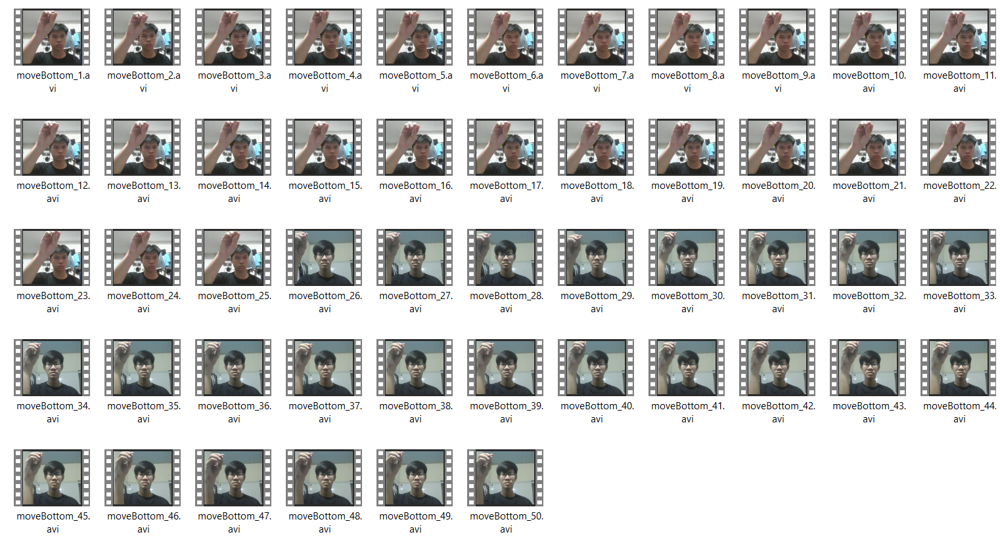 moveBottom_1.a moveBottom_2.a moveBottom_3.a moveBottom_4.a moveBottom_5.a moveBottom_6.a moveBottom_7.a moveBottom_8.a moveBottom_9.a moveBottom_10. moveBottom_11.
vi vi vi vi vi vi vi vi vi avi avi
moveBottom_12. moveBottom_13. moveBottom_14. moveBottom_15. moveBottom_16. moveBottom_17. moveBottom_18. moveBottom_19. moveBottom_20. moveBottom_21. moveBottom_22.
avi avi avi avi avi avi avi avi avi avi avi
moveBottom_23. moveBottom_24. moveBottom_25. moveBottom_26. moveBottom_27. moveBottom_28. moveBottom_29. moveBottom_30. moveBottom_31. moveBottom_32. moveBottom_33.
avi avi avi avi avi avi avi avi avi avi avi
moveBottom_34. moveBottom_35. moveBottom_36. moveBottom_37. moveBottom_38. moveBottom_39. moveBottom_40. moveBottom_41. moveBottom_42. moveBottom_43. moveBottom_44.
avi avi avi avi avi avi avi avi avi avi avi
moveBottom_45. moveBottom_46. moveBottom_47. moveBottom_48. moveBottom_49. moveBottom_50.
avi avi avi avi avi avi